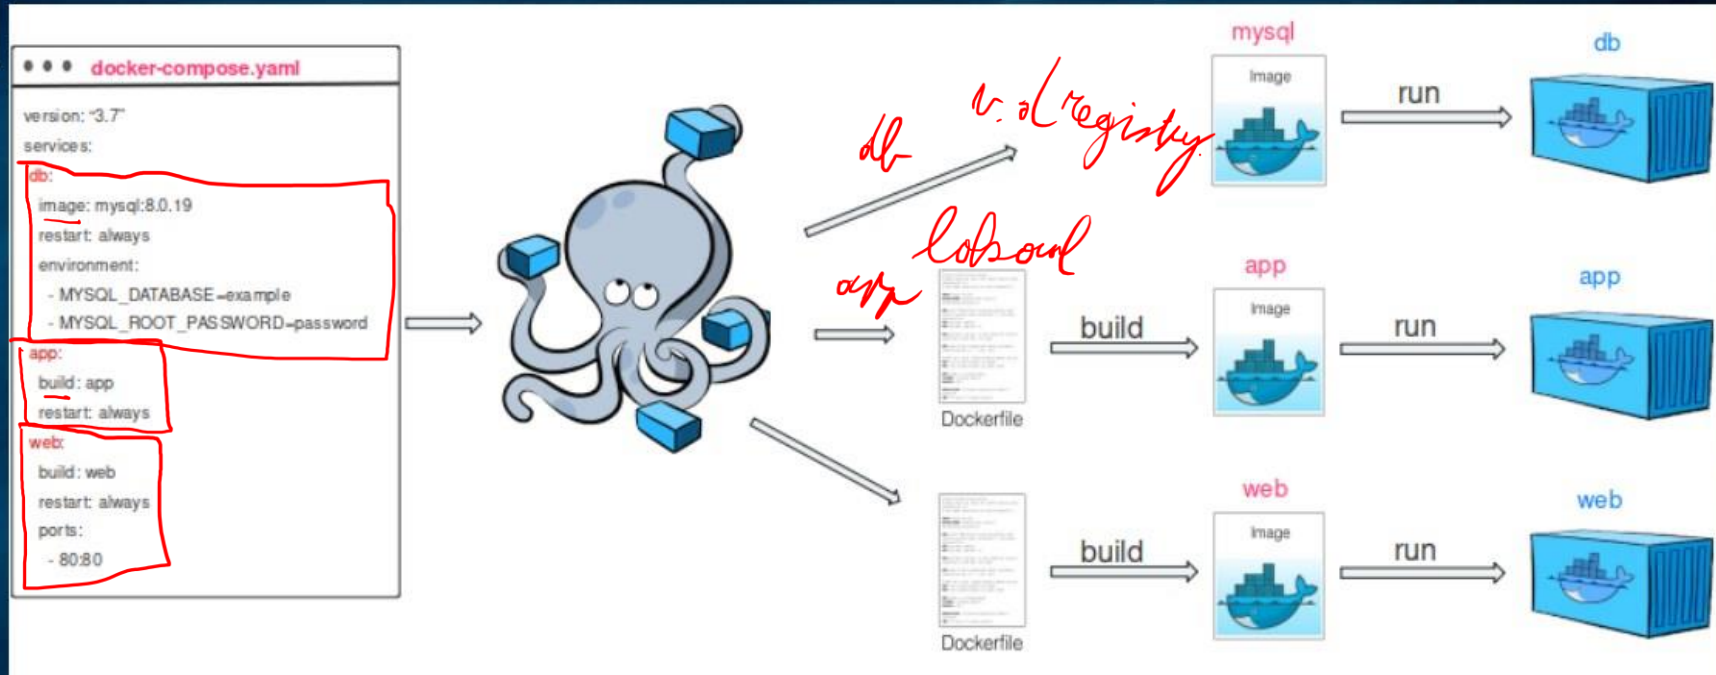 docker-compose.yaml
version: "3.7"
services:
db:
image: mysql:8.0.19
restart: always
environment:
- MYSQL_DATABASE=example
- MYSQL_ROOT_PASSWORD=password
app:
build: app
restart: always
web:
build: web
restart: always
ports:
- 80:80
db
registry
mysql
Image
run
db
app
Dockerfile
build
app
Image
run
app
Dockerfile
build
web
Image
run
web